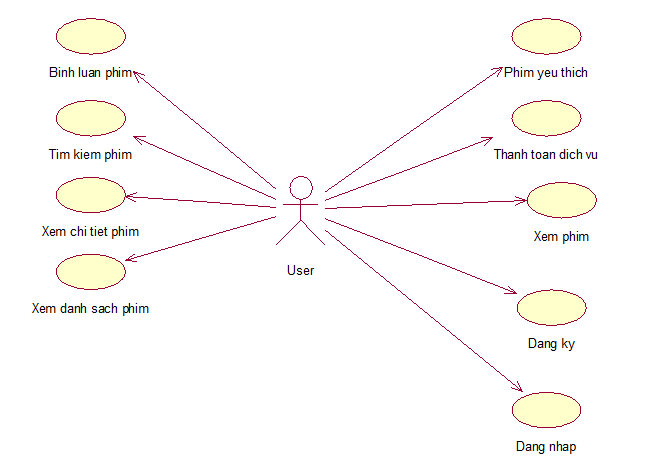 Binh luan phim
Phim yeu thich
Tim kiem phim
Thanh toan dich vu
Xem chi tiet phim
Xem phim
User
Xem danh sach phim
Dang ky
Dang nhap